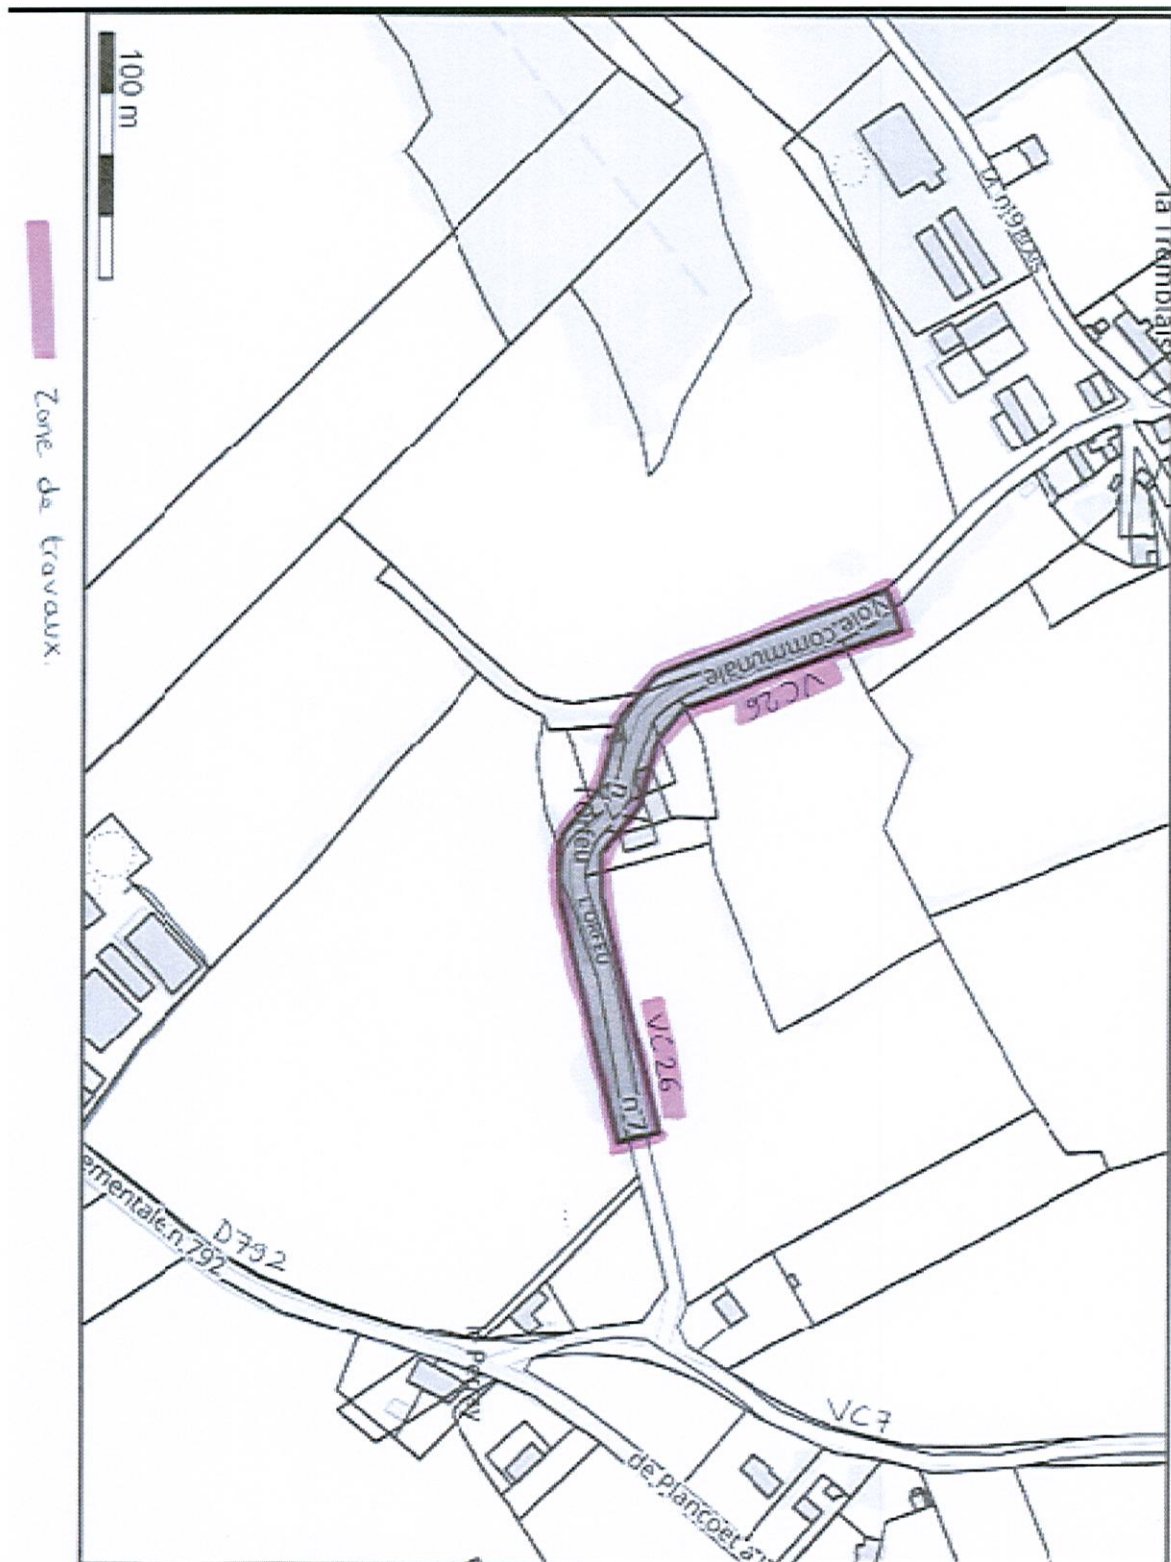 100 m
Zone de travaux.
la Tremblais
Voie.Communale
VC 26
n
L'ORFEU
VC 26
n.7
D792
ementale.n.792
VC7
de Plancoët à